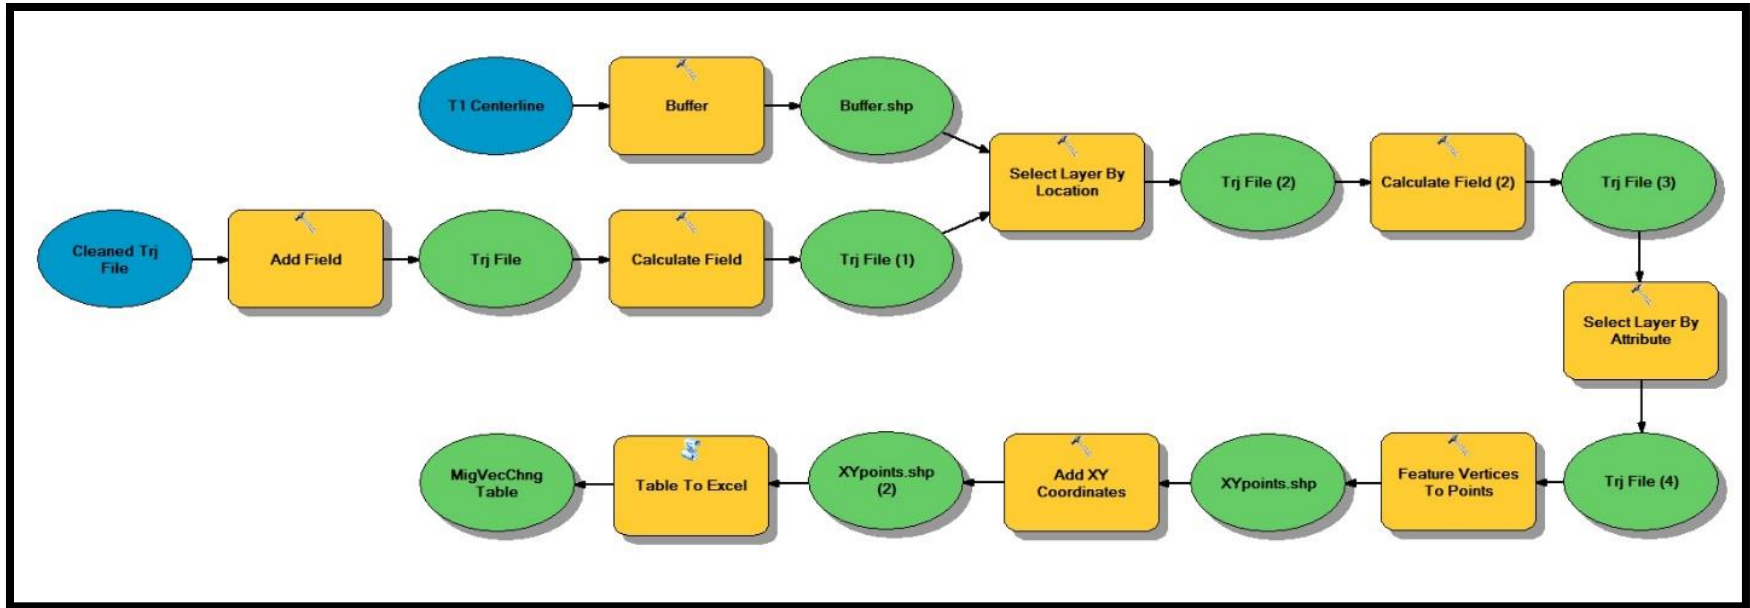 T1 Centerline
Buffer
Buffer.shp
Select Layer By
Location
Trj File (2)
Calculate Field (2)
Trj File (3)
Cleaned Trj
File
Add Field
Trj File
Calculate Field
Trj File (1)
Select Layer By
Attribute
Trj File (4)
Feature Vertices
To Points
XYpoints.shp
Add XY
Coordinates
XYpoints.shp
(2)
Table To Excel
MigVecChng
Table